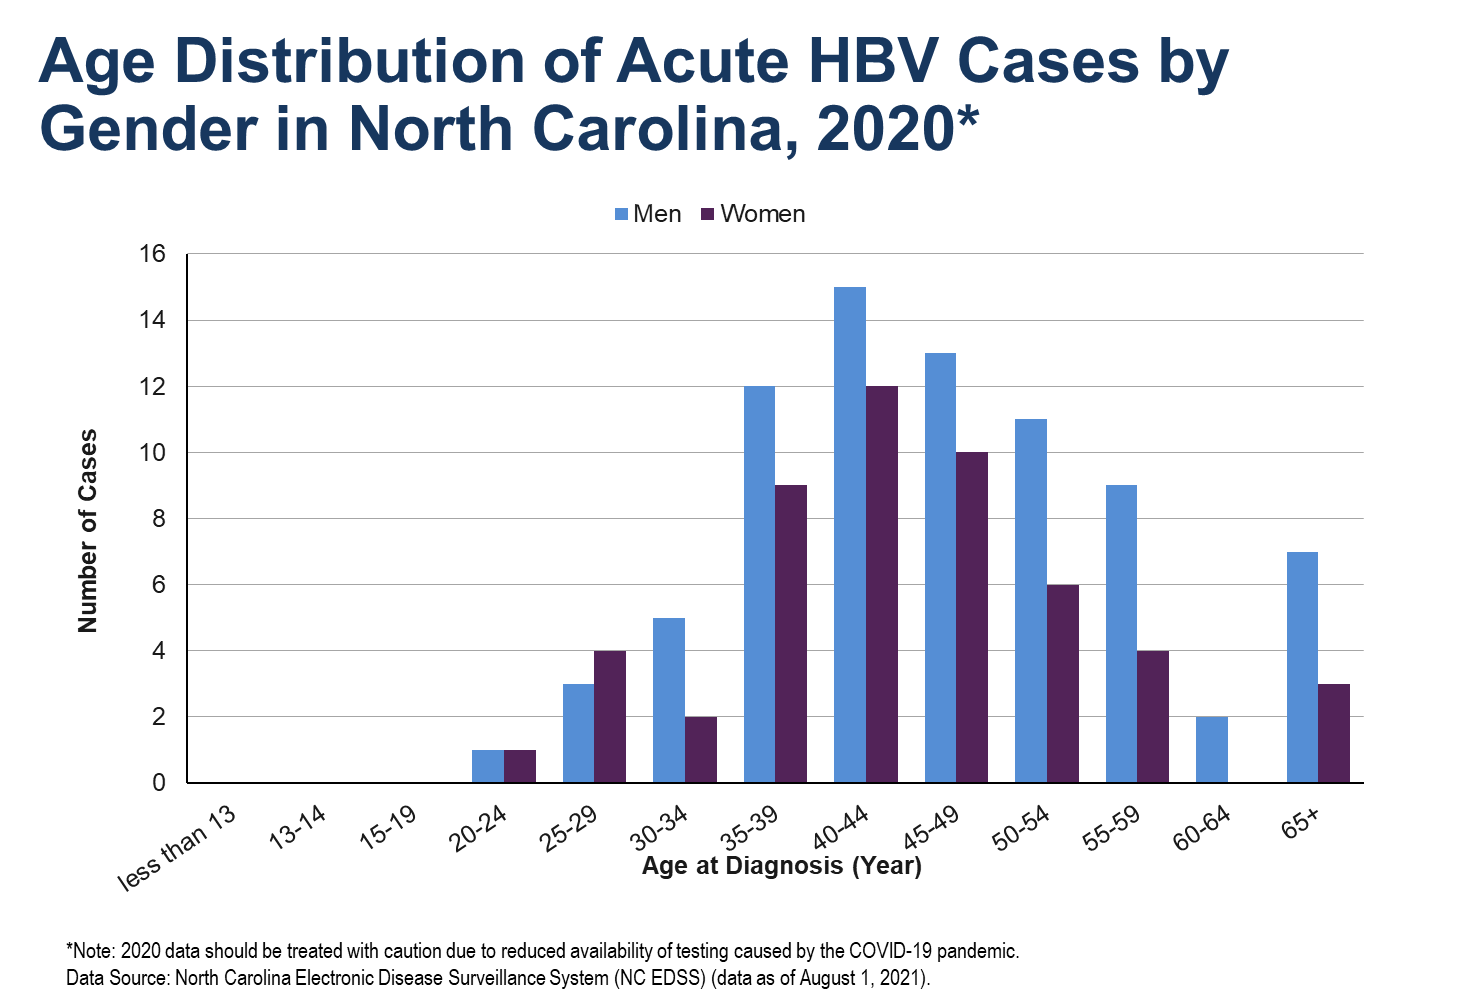 Age Distribution of Acute HBV Cases by
Gender in North Carolina, 2020*
Men Women
16
14
12
10
8
6
4
2
0
Number of Cases
less than 13 13-14 15-19 20-24 25-29 30-34 35-39 40-44 45-49 50-54 55-59 60-64 65+
Age at Diagnosis (Year)
*Note: 2020 data should be treated with caution due to reduced availability of testing caused by the COVID-19 pandemic.
Data Source: North Carolina Electronic Disease Surveillance System (NC EDSS) (data as of August 1, 2021).